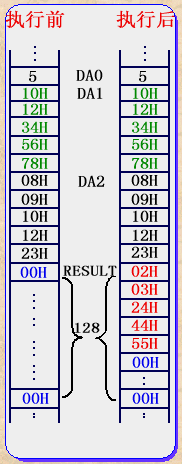 执行前 执行后
5 DA0 5
10H DA1 10H
12H 12H
34H 34H
56H 56H
78H 78H
08H DA2 08H
09H 09H
10H 10H
12H 12H
23H 23H
00H RESULT 02H
03H
24H
128 44H
55H
00H
00H 00H